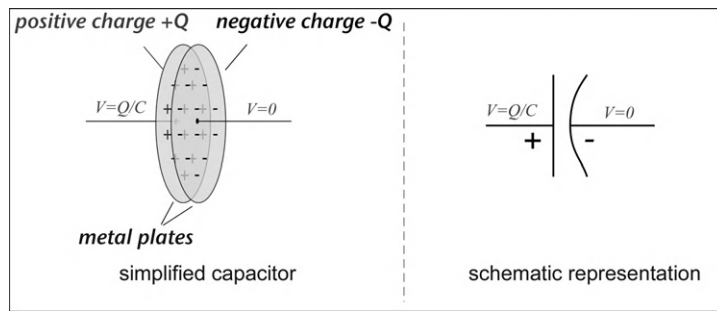 positive charge +Q
negative charge -Q
V=Q/C
V=0
metal plates
simplified capacitor
V=Q/C
V=0
+
-
schematic representation